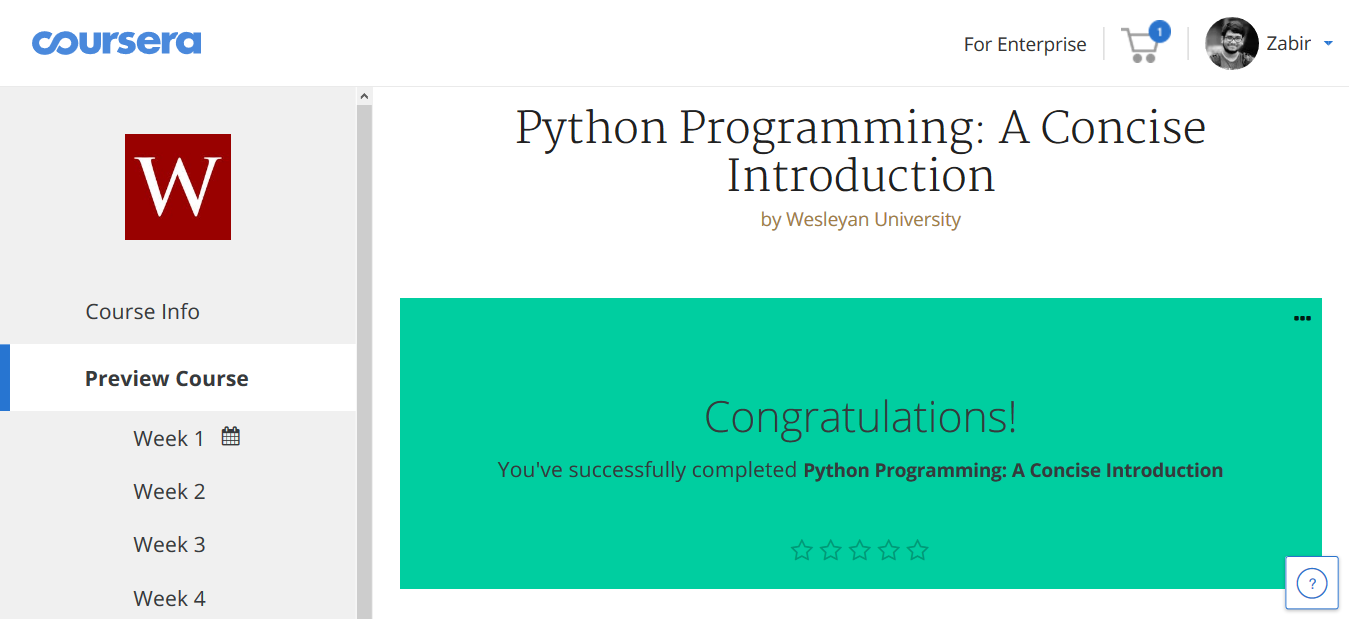 coursera
For Enterprise
1
Zabir
W
Course Info
Preview Course
Week 1
Week 2
Week 3
Week 4
Python Programming: A Concise
Introduction
by Wesleyan University
Congratulations!
You've successfully completed Python Programming: A Concise Introduction
?